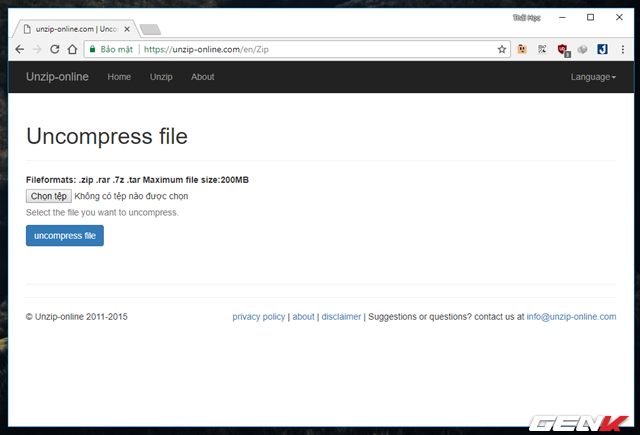 Thất Học
unzip-online.com | Unco
Bảo mật | https://unzip-online.com/en/Zip
Unzip-online Home Unzip About Language
Uncompress file
Fileformats: .zip .rar .7z .tar Maximum file size:200MB
Chọn tệp Không có tệp nào được chọn
Select the file you want to uncompress.
uncompress file
© Unzip-online 2011-2015 privacy policy | about | disclaimer | Suggestions or questions? contact us at info@unzip-online.com
GENK